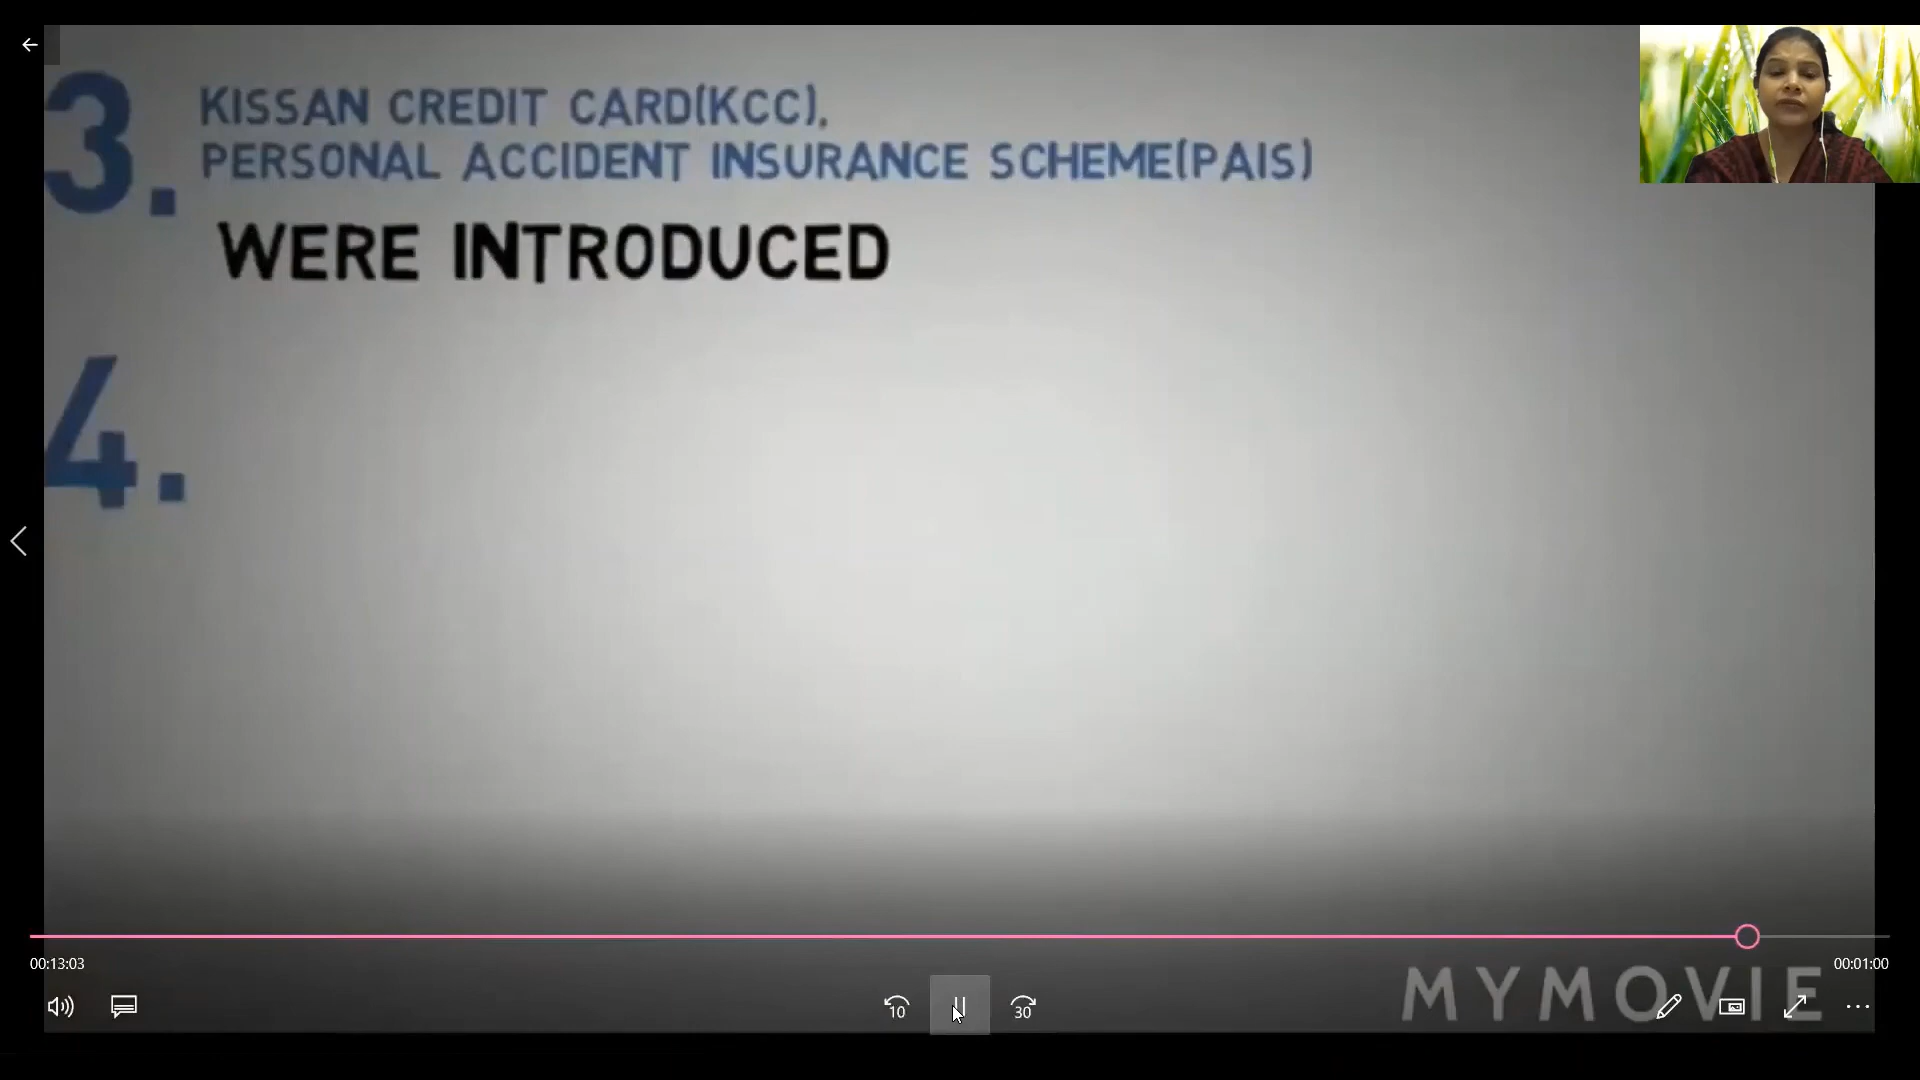 3. KISSAN CREDIT CARD(KCC),
PERSONAL ACCIDENT INSURANCE SCHEME(PAIS)
WERE INTRODUCED
4.
00:13:03
00:01:00
MYMOVIE
10
30